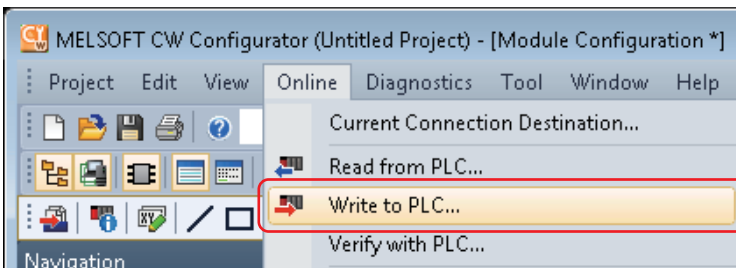 MELSOFT CW Configurator (Untitled Project) - [Module Configuration *]
Project Edit View Online Diagnostics Tool Window Help
Current Connection Destination...
Read from PLC...
Write to PLC...
Verify with PLC...
Navigation